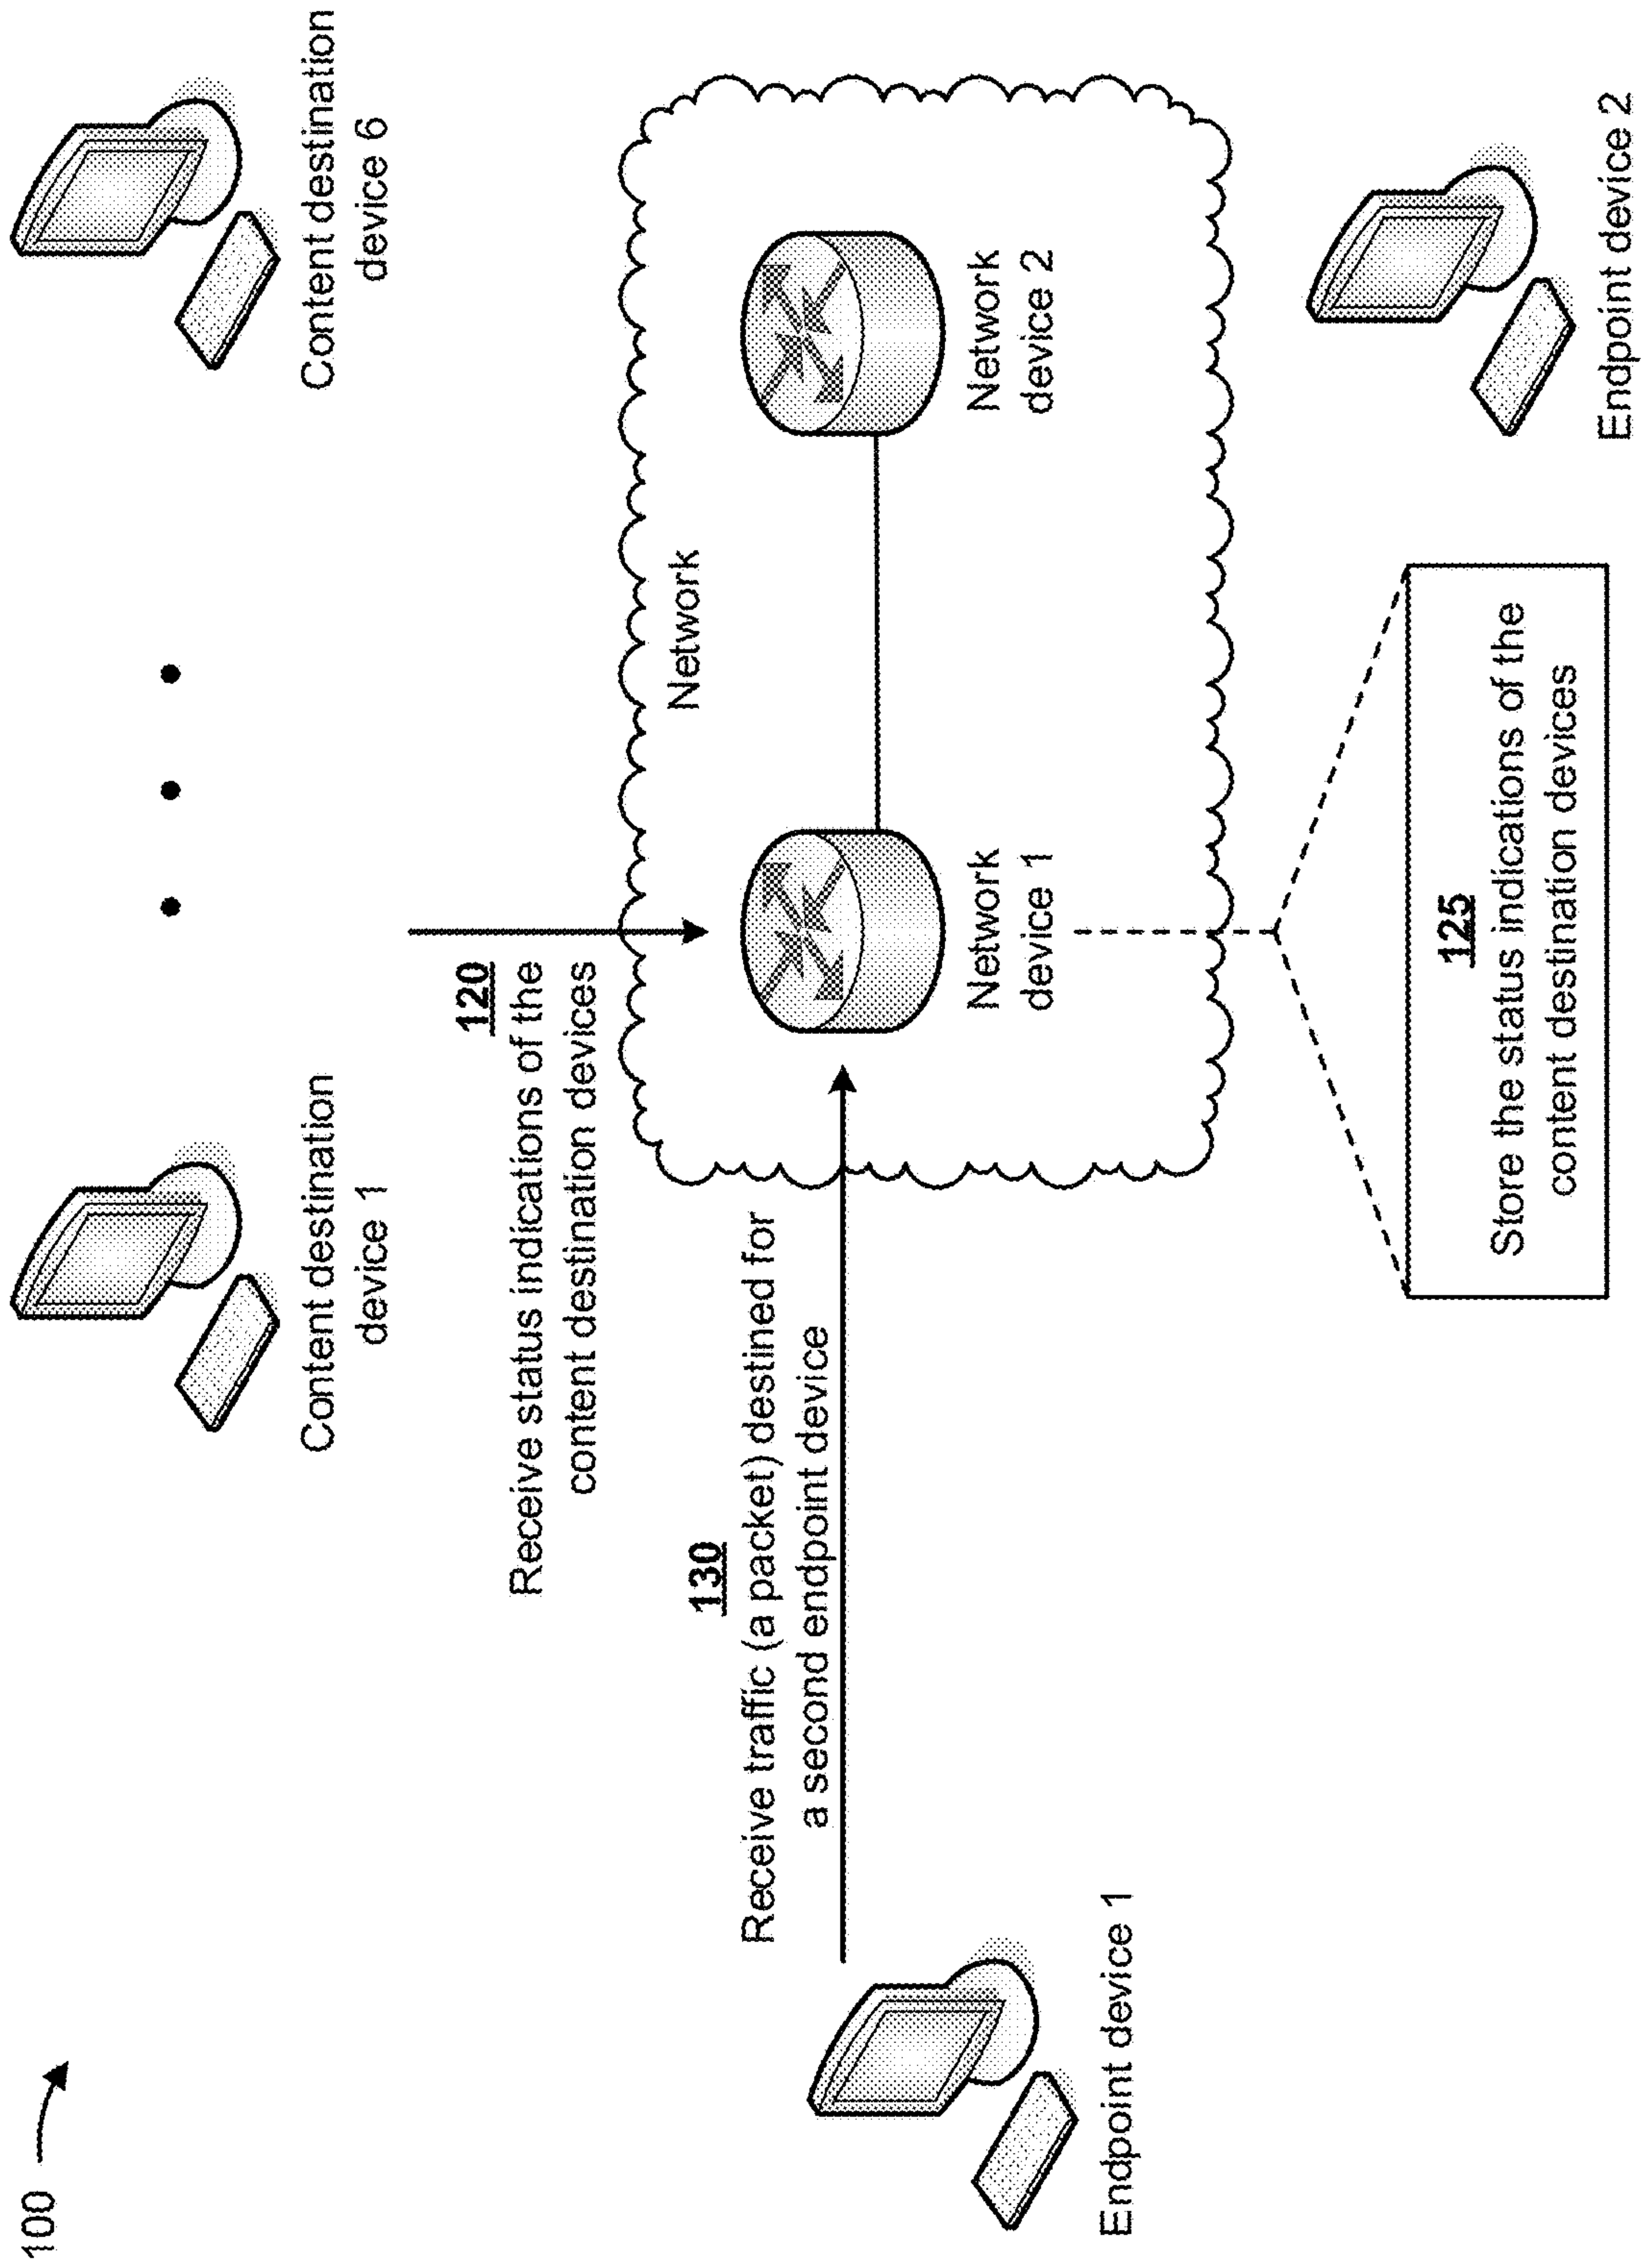 100
Content destination
device 1
Content destination
device 6
120
Receive status indications of the
content destination devices
Network
130
Receive traffic (a packet) destined for
a second endpoint device
Network
device 1
Network
device 2
Endpoint device 1
125
Store the status indications of the
content destination devices
Endpoint device 2